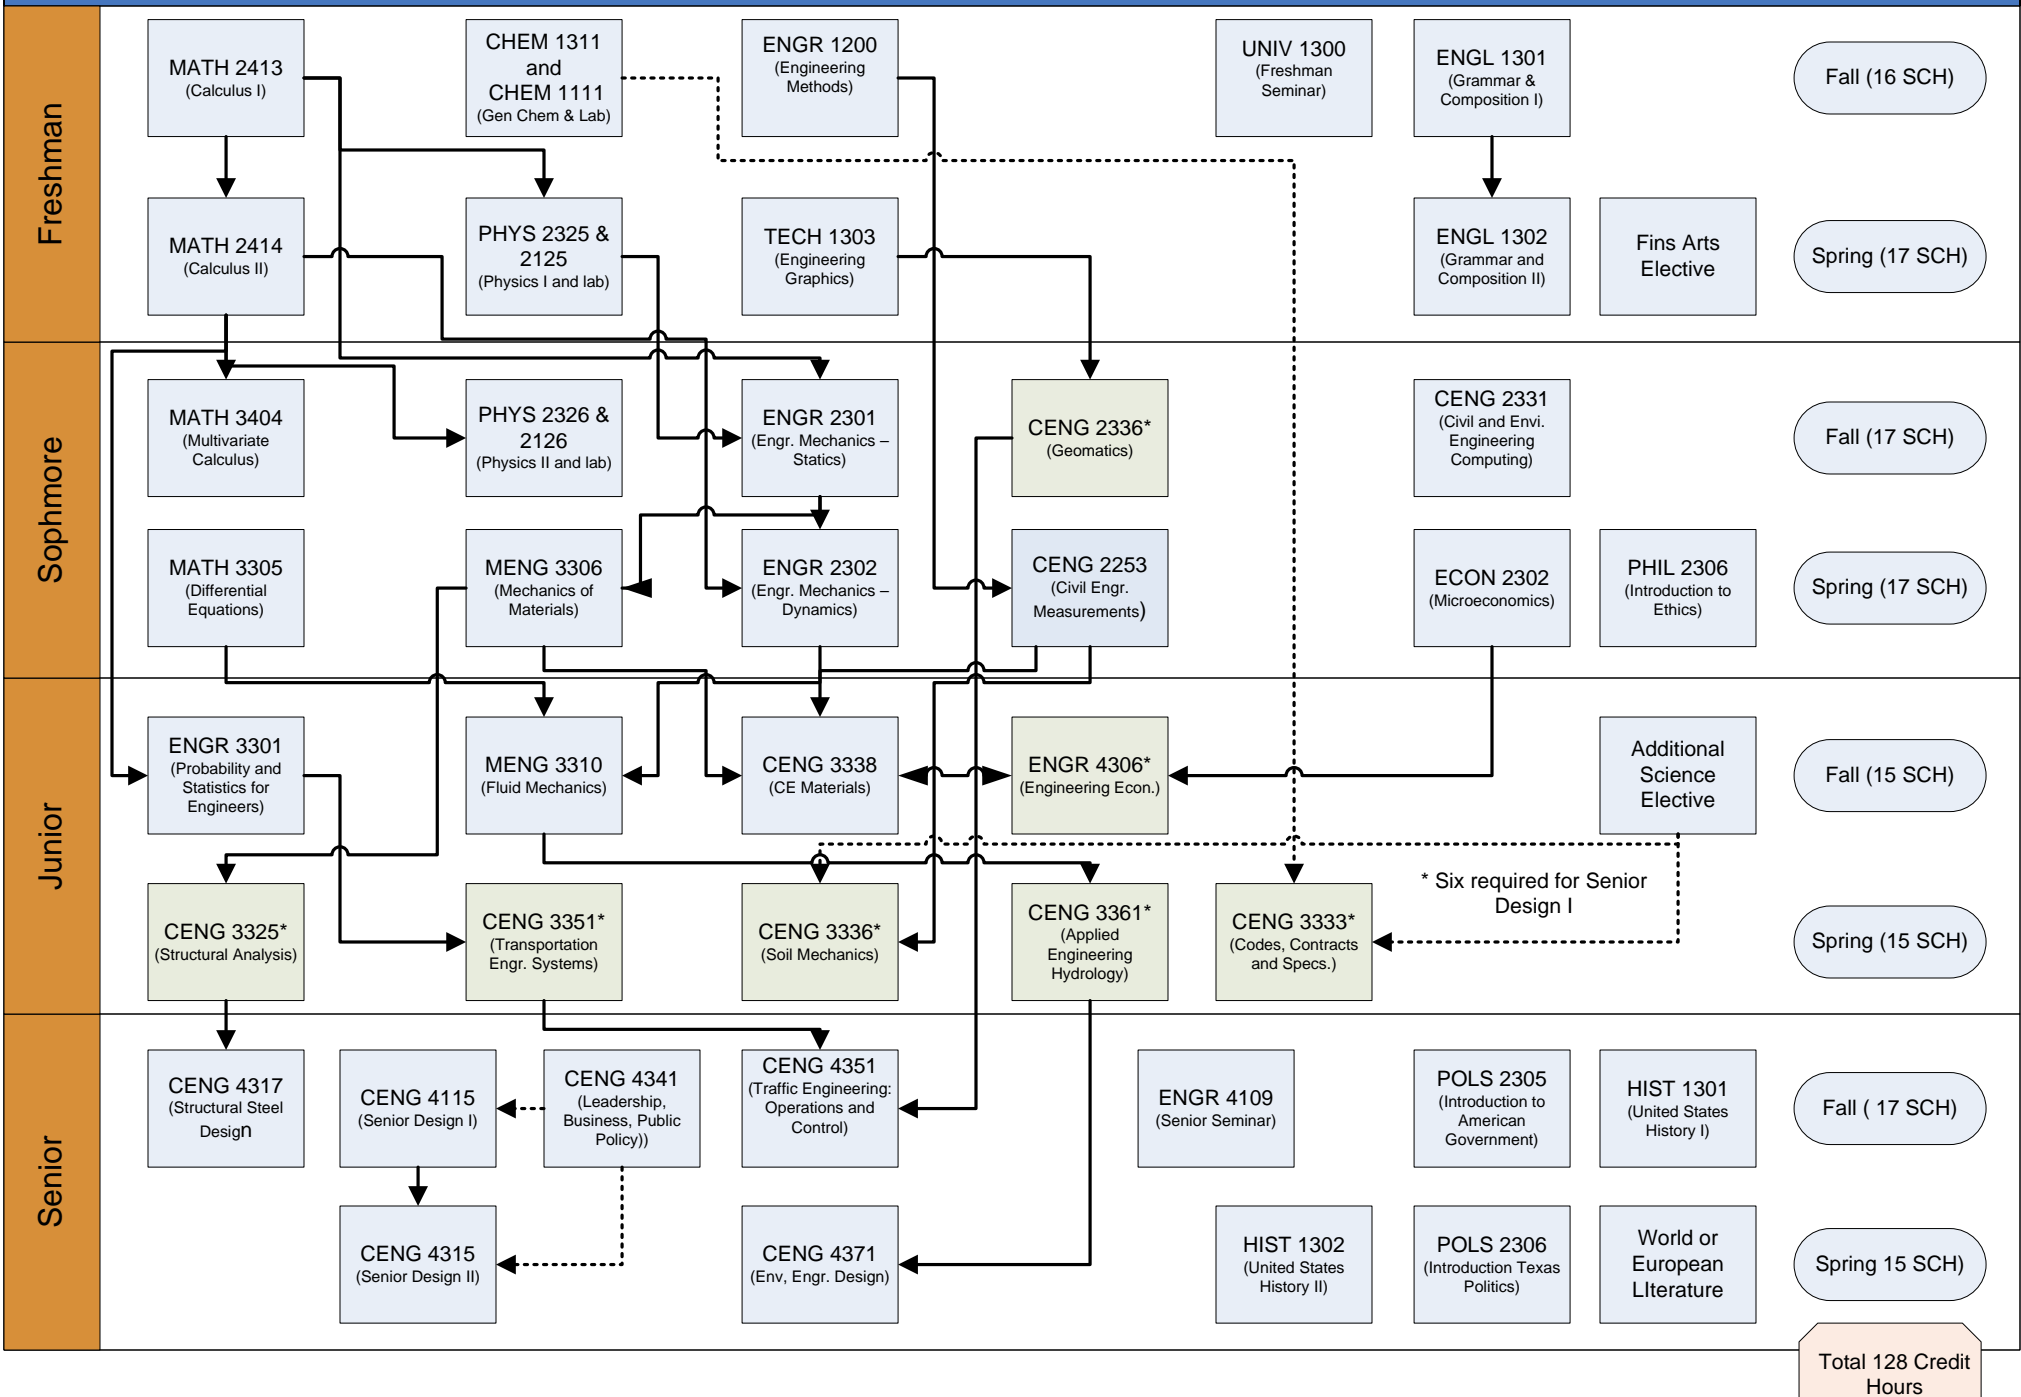 Freshman
MATH 2413
(Calculus I)
CHEM 1311
and
CHEM 1111
(Gen Chem & Lab)
ENGR 1200
(Engineering
Methods)
UNIV 1300
(Freshman
Seminar)
ENGL 1301
(Grammar &
Composition I)
Fall (16 SCH)
MATH 2414
(Calculus II)
PHYS 2325 &
2125
(Physics I and lab)
TECH 1303
(Engineering
Graphics)
ENGL 1302
(Grammar and
Composition II)
Fins Arts
Elective
Spring (17 SCH)
Sophmore
MATH 3404
(Multivariate
Calculus)
PHYS 2326 &
2126
(Physics II and lab)
ENGR 2301
(Engr. Mechanics –
Statics)
CENG 2336*
(Geomatics)
CENG 2331
(Civil and Envi.
Engineering
Computing)
Fall (17 SCH)
MATH 3305
(Differential
Equations)
MENG 3306
(Mechanics of
Materials)
ENGR 2302
(Engr. Mechanics –
Dynamics)
CENG 2253
(Civil Engr.
Measurements)
ECON 2302
(Microeconomics)
PHIL 2306
(Introduction to
Ethics)
Spring (17 SCH)
Junior
ENGR 3301
(Probability and
Statistics for
Engineers)
MENG 3310
(Fluid Mechanics)
CENG 3338
(CE Materials)
ENGR 4306*
(Engineering Econ.)
Additional
Science
Elective
Fall (15 SCH)
* Six required for Senior
Design I
CENG 3325*
(Structural Analysis)
CENG 3351*
(Transportation
Engr. Systems)
CENG 3336*
(Soil Mechanics)
CENG 3361*
(Applied
Engineering
Hydrology)
CENG 3333*
(Codes, Contracts
and Specs.)
Spring (15 SCH)
Senior
CENG 4317
(Structural Steel
Design
CENG 4115
(Senior Design I)
CENG 4341
(Leadership,
Business, Public
Policy))
CENG 4351
(Traffic Engineering:
Operations and
Control)
ENGR 4109
(Senior Seminar)
POLS 2305
(Introduction to
American
Government)
HIST 1301
(United States
History I)
Fall ( 17 SCH)
CENG 4315
(Senior Design II)
CENG 4371
(Env, Engr. Design)
HIST 1302
(United States
History II)
POLS 2306
(Introduction Texas
Politics)
World or
European
LIterature
Spring 15 SCH)
Total 128 Credit
Hours